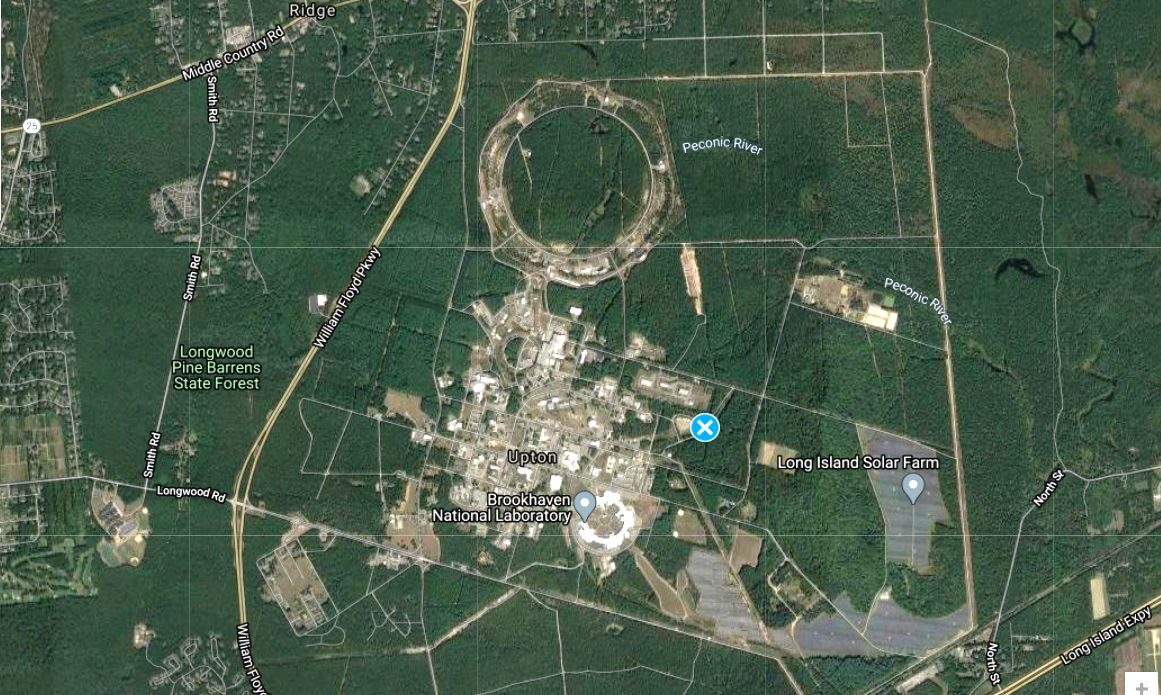 Ridge
Middle Country Rd
Smith Rd
25
Peconic River
Smith Rd
William Floyd Pkwy
Peconic River
Longwood
Pine Barrens
State Forest
Smith Rd
Upton
Long Island Solar Farm
Longwood Rd
Brookhaven
National Laboratory
North St
William Floyd
Long Island Expy
North St